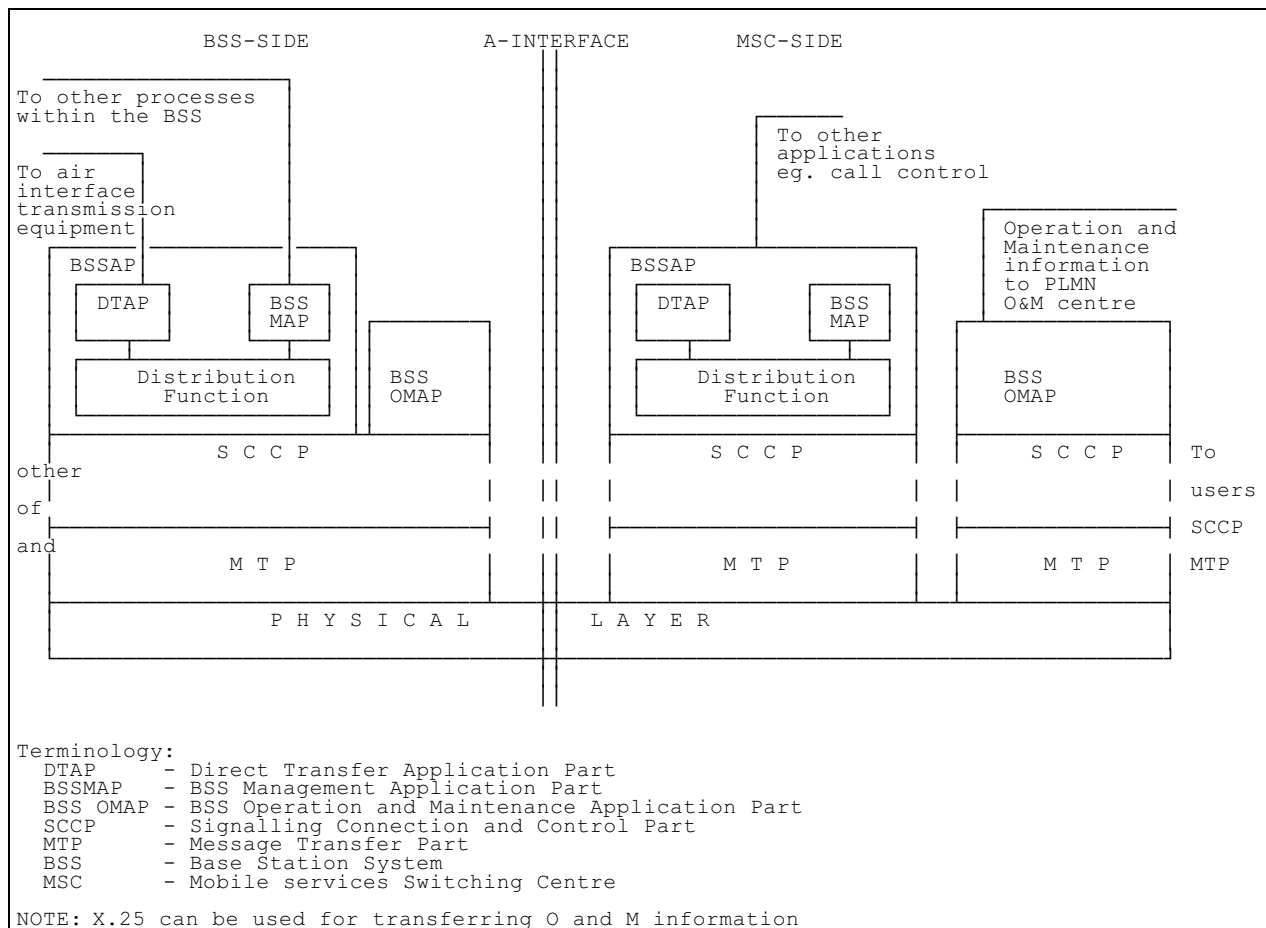 BSS-SIDE A-INTERFACE MSC-SIDE
To other processes
within the BSS
To other
applications
eg. call control
To air
interface
transmission
equipment
Operation and
Maintenance
information
to PLMN
O&M centre
BSSAP BSSAP
DTAP BSS
MAP
DTAP BSS
MAP
Distribution
Function
BSS
OMAP
Distribution
Function
BSS
OMAP
S C C P S C C P S C C P To
other
users
of
SCCP
and
M T P M T P M T P MTP
P H Y S I C A L L A Y E R
Terminology:
DTAP - Direct Transfer Application Part
BSSMAP - BSS Management Application Part
BSS OMAP - BSS Operation and Maintenance Application Part
SCCP - Signalling Connection and Control Part
MTP - Message Transfer Part
BSS - Base Station System
MSC - Mobile services Switching Centre
NOTE: X.25 can be used for transferring O and M information